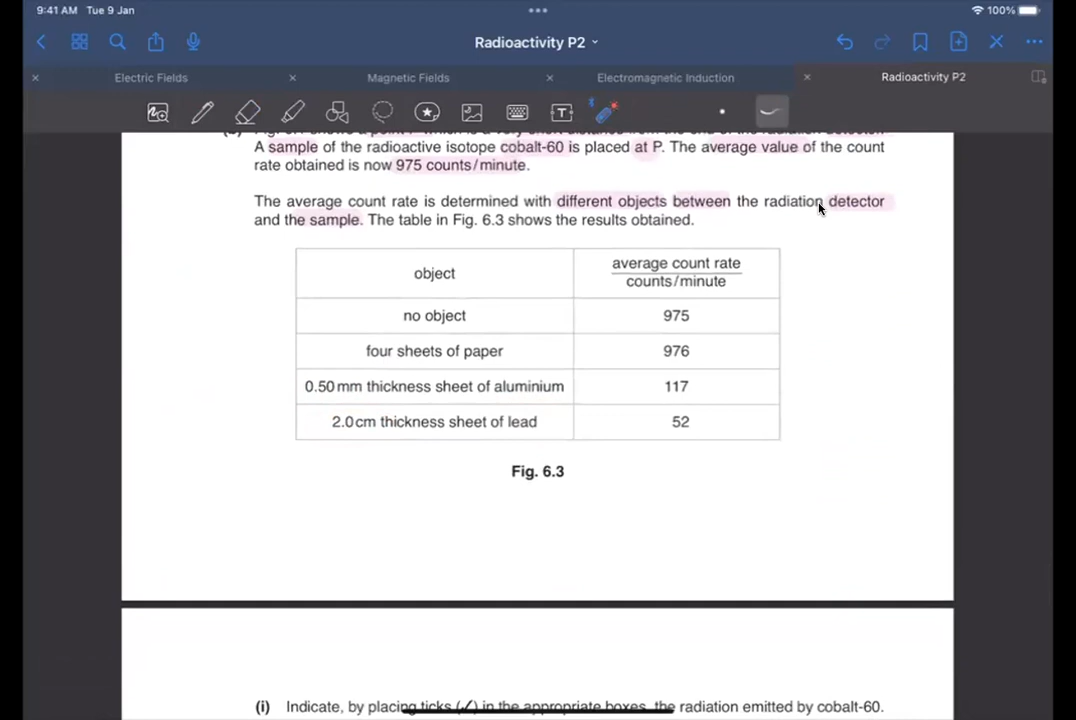 9:41 AM Tue 9 Jan
100%
Radioactivity P2
Electric Fields
Magnetic Fields
Electromagnetic Induction
Radioactivity P2
A sample of the radioactive isotope cobalt-60 is placed at P. The average value of the count
rate obtained is now 975 counts/minute.
The average count rate is determined with different objects between the radiation detector
and the sample. The table in Fig. 6.3 shows the results obtained.
object
average count rate
counts/minute
no object 975
four sheets of paper 976
0.50 mm thickness sheet of aluminium 117
2.0 cm thickness sheet of lead 52
Fig. 6.3
(i) Indicate, by placing ticks (✓) in the appropriate boxes, the radiation emitted by cobalt-60.